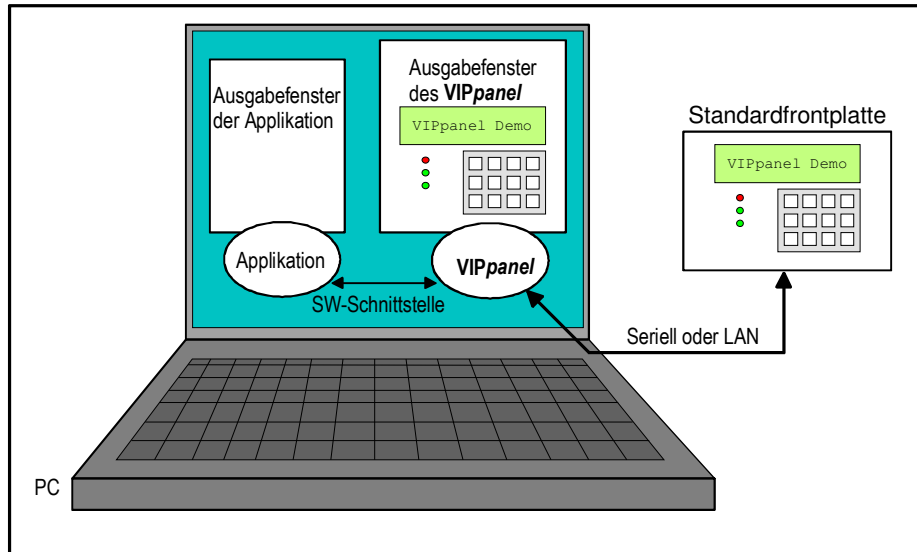 Ausgabefenster
der Applikation
Ausgabefenster
des VIPpanel
VIPpanel Demo
Applikation
VIPpanel
SW-Schnittstelle
Standardfrontplatte
VIPpanel Demo
Seriell oder LAN
PC